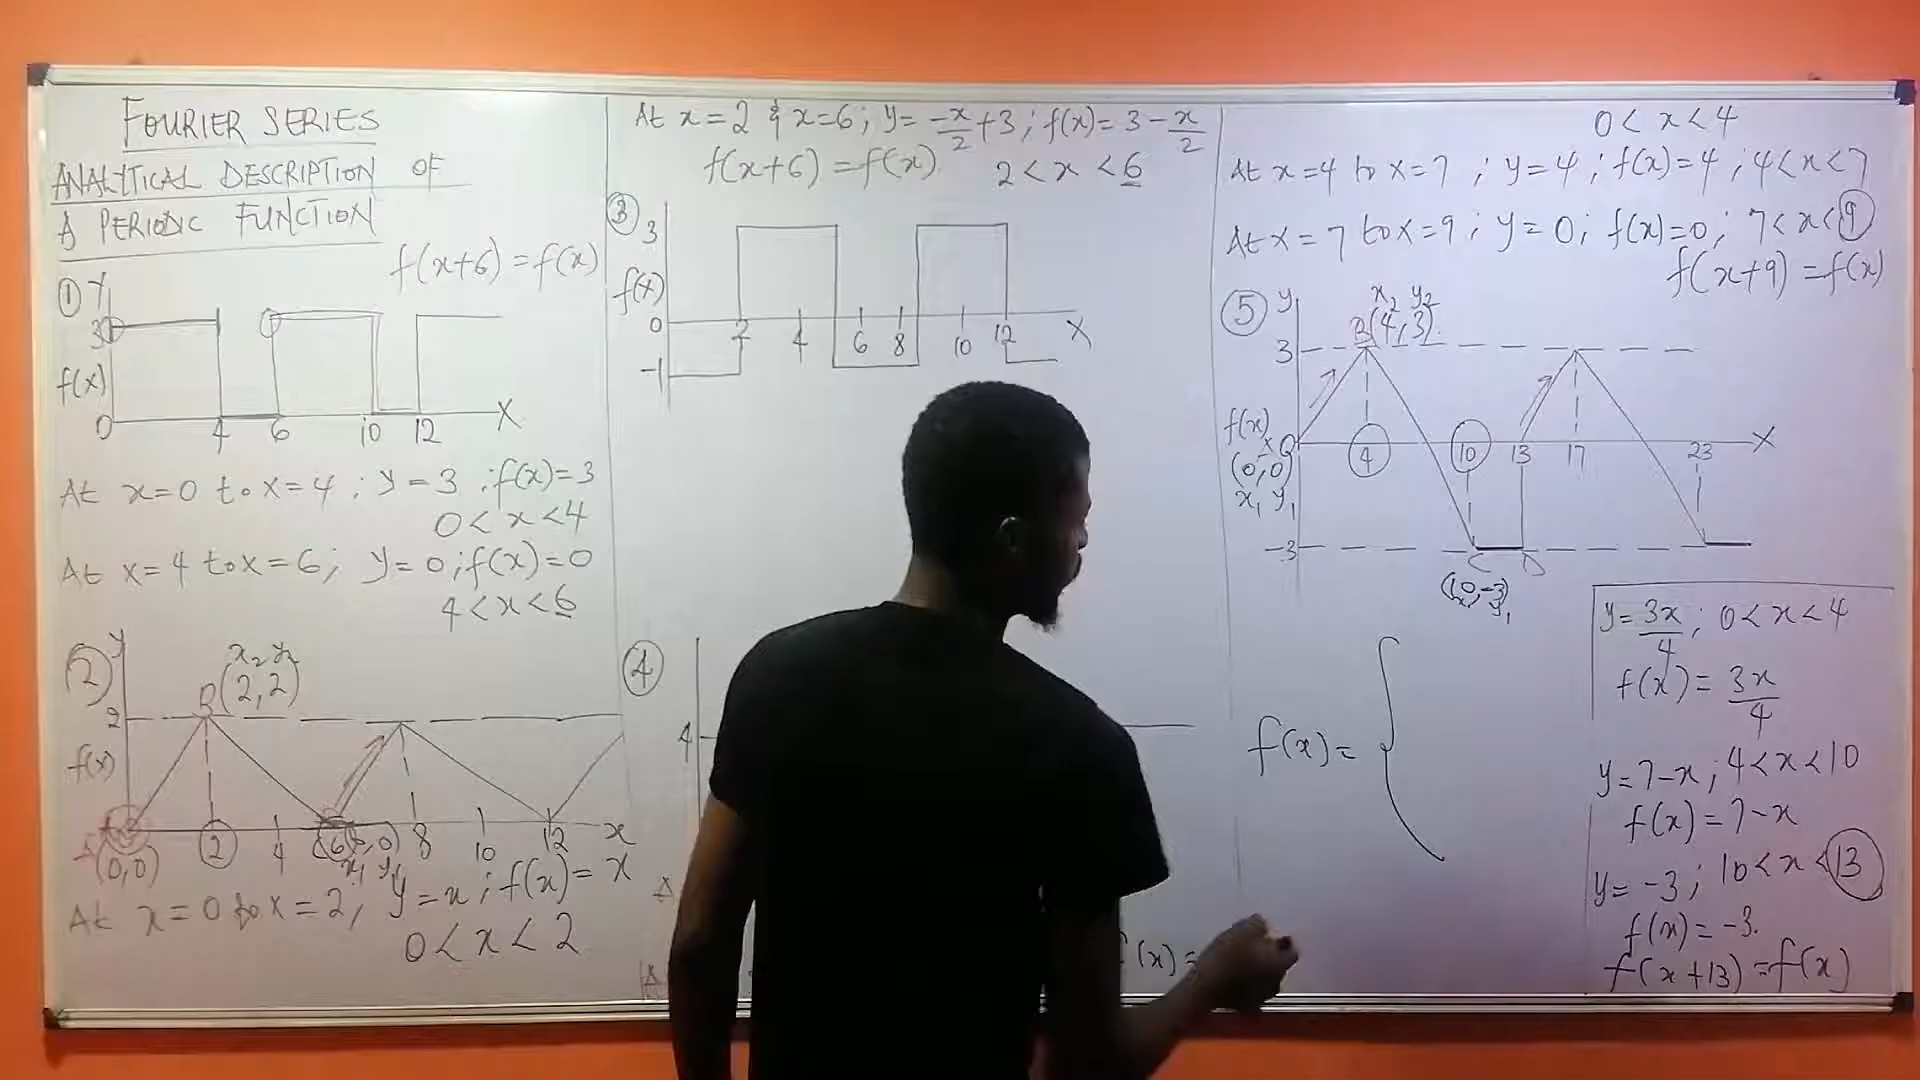 FOURIER SERIES
ANALYTICAL DESCRIPTION OF
A PERIODIC FUNCTION
f(x+6) = f(x)
① Y
3
f(x)
0 4 6 10 12 X
At x=0 to x=4 ; y=3 ; f(x)=3
0 < x < 4
At x=4 to x=6 ; y=0 ; f(x)=0
4 < x < 6
② y
x₂ y₂
B(2,2)
2
f(x)
A (0,0) 2 4 (6,0) 8 10 12 x
x₁ y₁
At x=0 to x=2 ; y=x ; f(x)=x
0 < x < 2
At x=2 & x=6 ; y=-x/2+3 ; f(x)=3-x/2
f(x+6) = f(x). 2 < x < 6
③ 3
f(x)
0 2 4 6 8 10 12 X
-1
④
4
A
f(x)=
0 < x < 4
At x=4 to x=7 ; y=4 ; f(x)=4 ; 4<x<7
At x=7 to x=9 ; y=0 ; f(x)=0 ; 7<x<9
f(x+9) = f(x)
⑤ y
x₂ y₂
B(4,3).
3
f(x)
0 4 10 13 17 23 X
(0,0)
x₁ y₁
-3
C D
(10,-3)
y₁
f(x)= {
y=3x/4 ; 0<x<4
f(x) = 3x/4
y=7-x ; 4<x<10
f(x)=7-x
y=-3 ; 10<x<13
f(x)=-3.
f(x+13)=f(x)